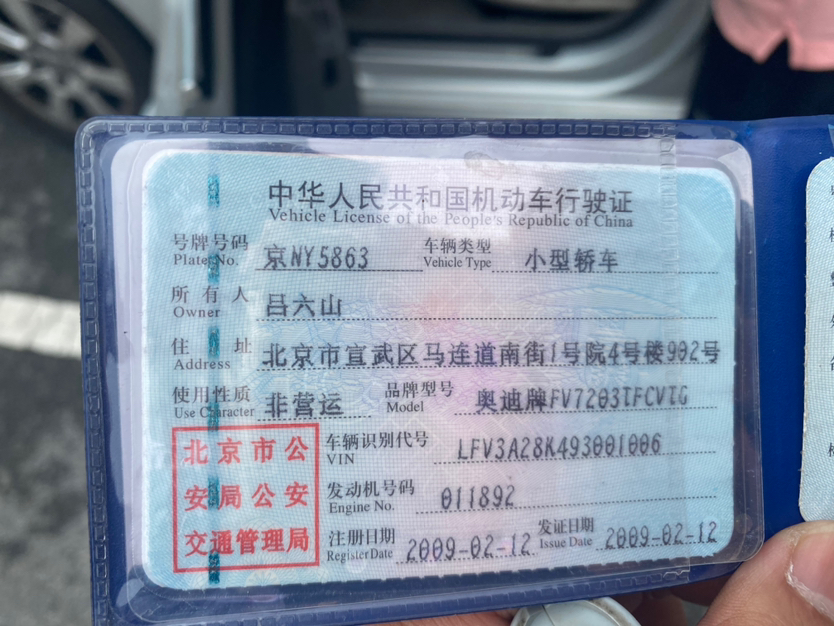 中华人民共和国机动车行驶证
Vehicle License of the People's Republic of China
号牌号码 京NY5863 车辆类型 小型轿车
Plate No. Vehicle Type
所有人 吕六山
Owner
住址 北京市宣武区马连道南街1号院4号楼902号
Address
使用性质 非营运 品牌型号 奥迪牌FV7203TFCVTG
Use Character Model
北京市公安局公安交通管理局
车辆识别代号 LFV3A28K493001006
VIN
发动机号码 011892
Engine No.
注册日期 2009-02-12 发证日期 2009-02-12
Register Date Issue Date